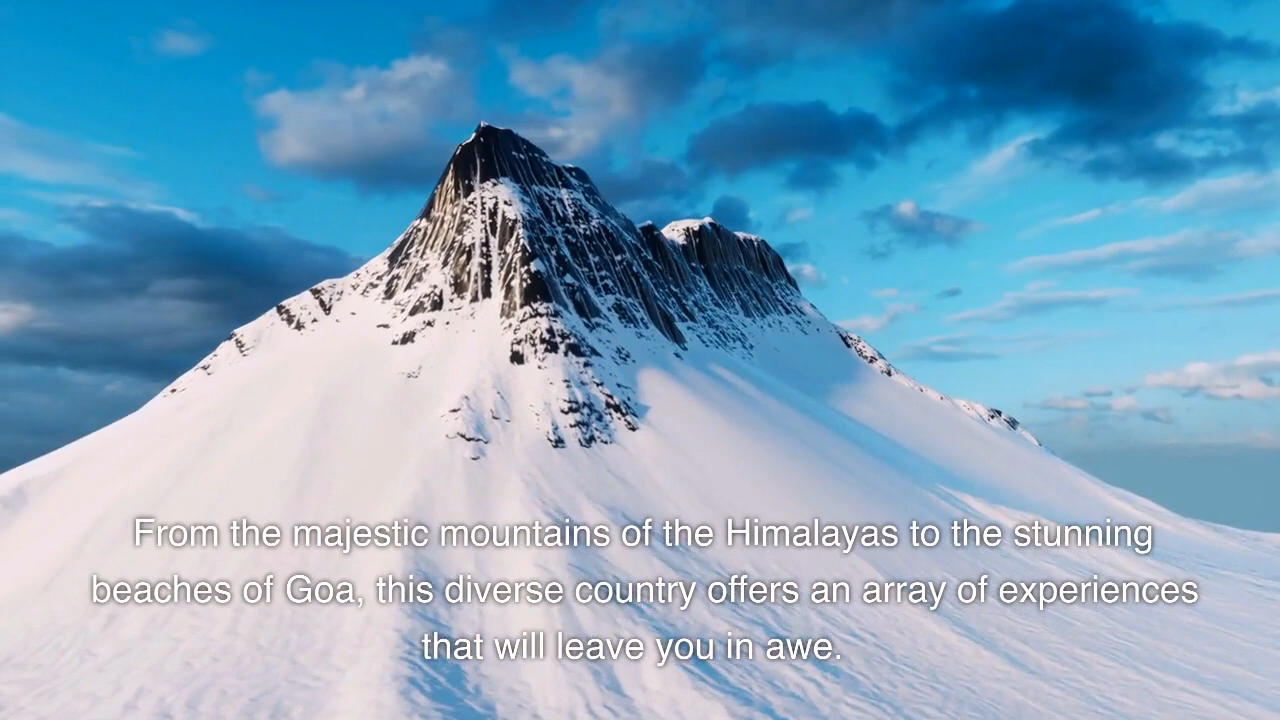 From the majestic mountains of the Himalayas to the stunning
beaches of Goa, this diverse country offers an array of experiences
that will leave you in awe.